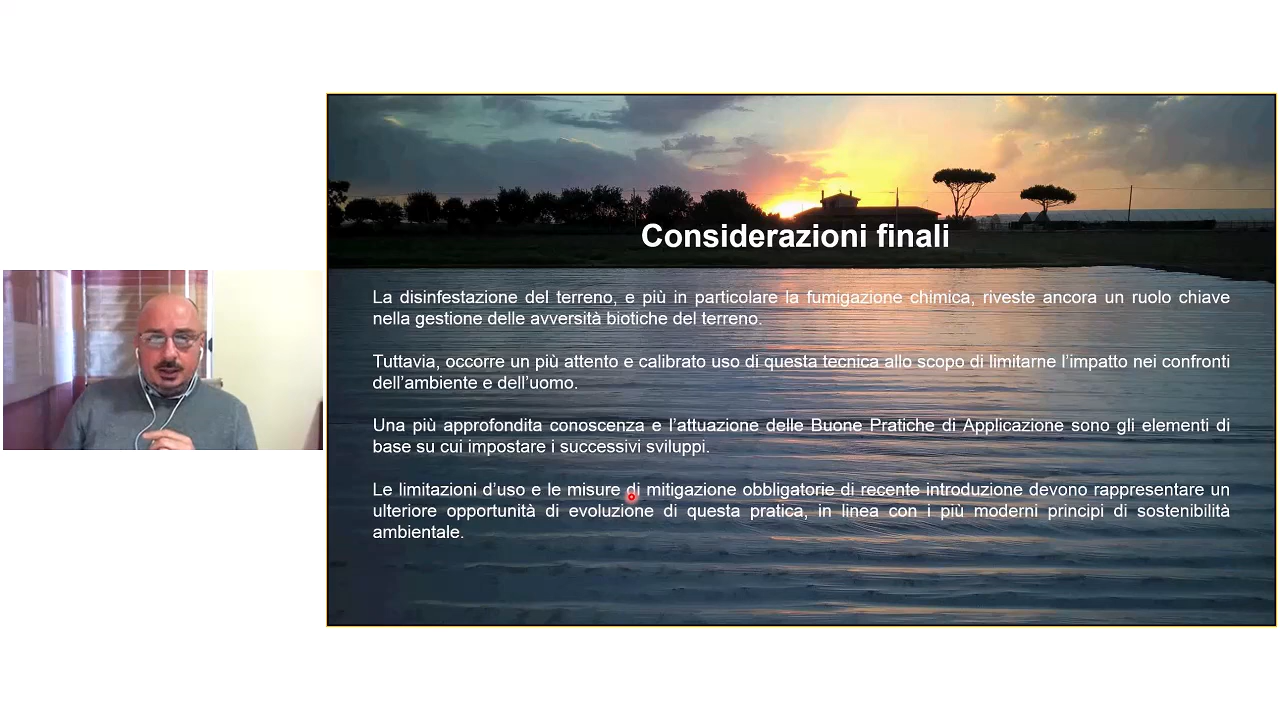 Considerazioni finali
La disinfestazione del terreno, e più in particolare la fumigazione chimica, riveste ancora un ruolo chiave
nella gestione delle avversità biotiche del terreno.
Tuttavia, occorre un più attento e calibrato uso di questa tecnica allo scopo di limitarne l’impatto nei confronti
dell’ambiente e dell’uomo.
Una più approfondita conoscenza e l’attuazione delle Buone Pratiche di Applicazione sono gli elementi di
base su cui impostare i successivi sviluppi.
Le limitazioni d’uso e le misure di mitigazione obbligatorie di recente introduzione devono rappresentare un
ulteriore opportunità di evoluzione di questa pratica, in linea con i più moderni principi di sostenibilità
ambientale.